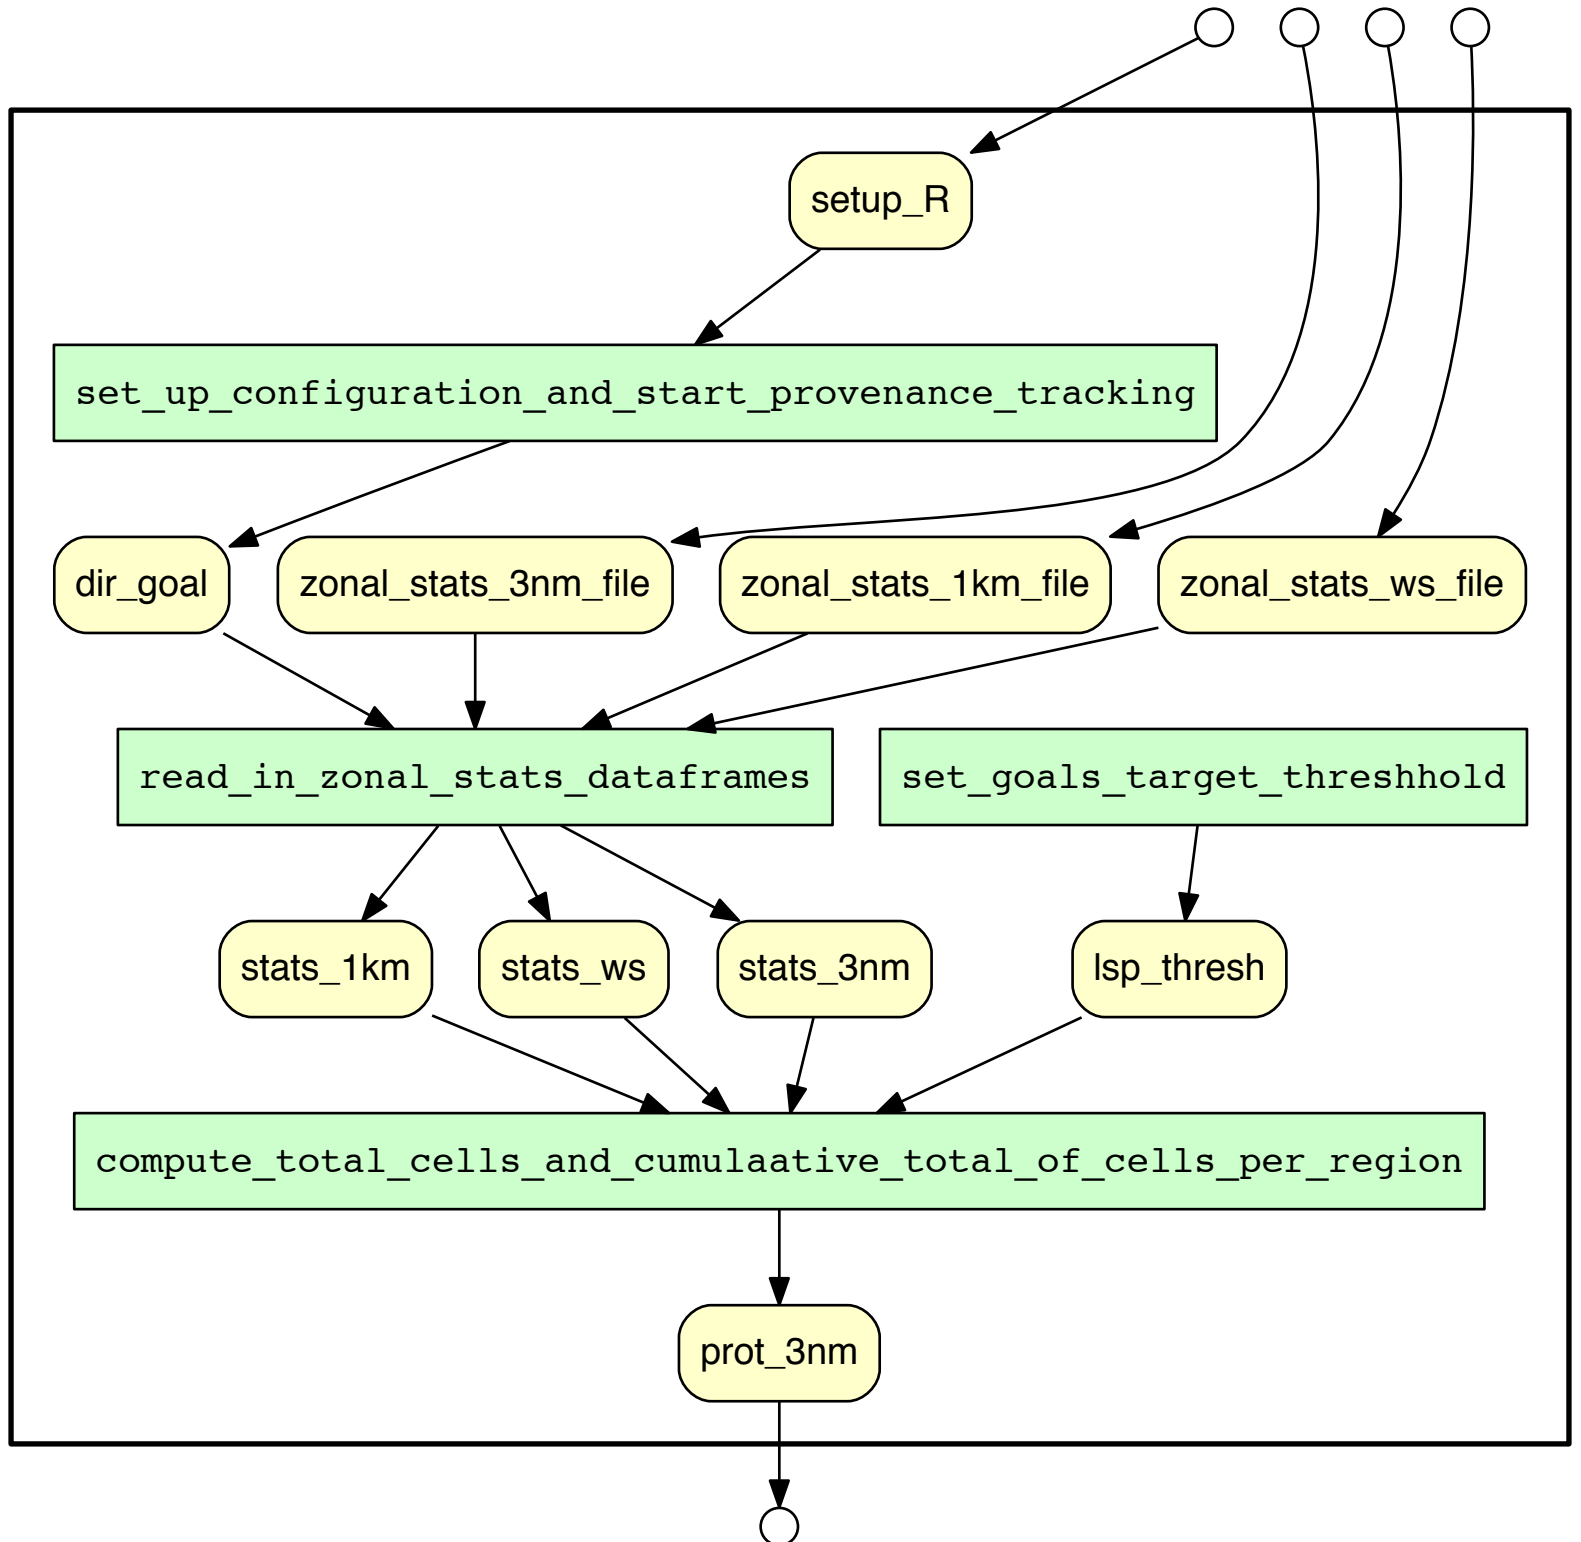 setup_R
set_up_configuration_and_start_provenance_tracking
dir_goal
zonal_stats_3nm_file
zonal_stats_1km_file
zonal_stats_ws_file
read_in_zonal_stats_dataframes
set_goals_target_threshhold
stats_1km
stats_ws
stats_3nm
lsp_thresh
compute_total_cells_and_cumulaative_total_of_cells_per_region
prot_3nm